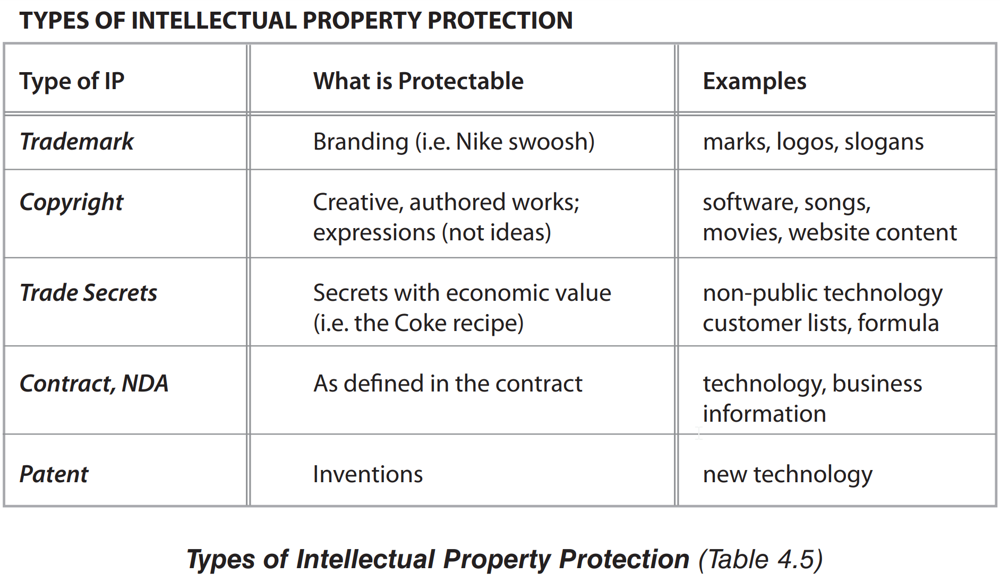 TYPES OF INTELLECTUAL PROPERTY PROTECTION
Type of IP What is Protectable Examples
Trademark Branding (i.e. Nike swoosh) marks, logos, slogans
Copyright Creative, authored works; software, songs,
expressions (not ideas) movies, website content
Trade Secrets Secrets with economic value non-public technology
(i.e. the Coke recipe) customer lists, formula
Contract, NDA As defined in the contract technology, business
information
Patent Inventions new technology
Types of Intellectual Property Protection (Table 4.5)